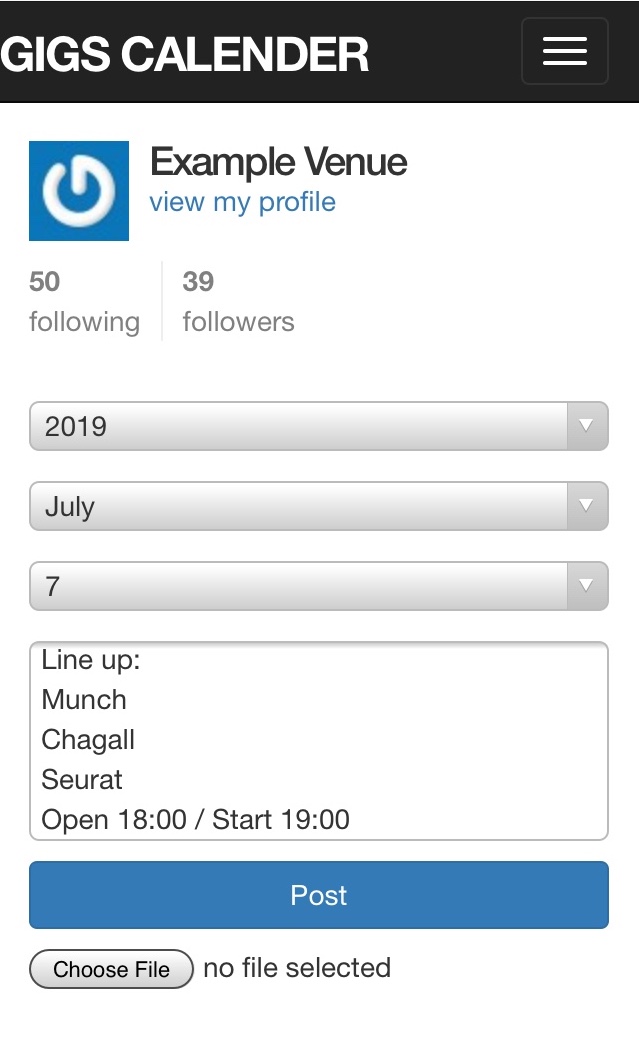 GIGS CALENDER
Example Venue
view my profile
50
following
39
followers
2019
July
7
Line up:
Munch
Chagall
Seurat
Open 18:00 / Start 19:00
Post
Choose File no file selected